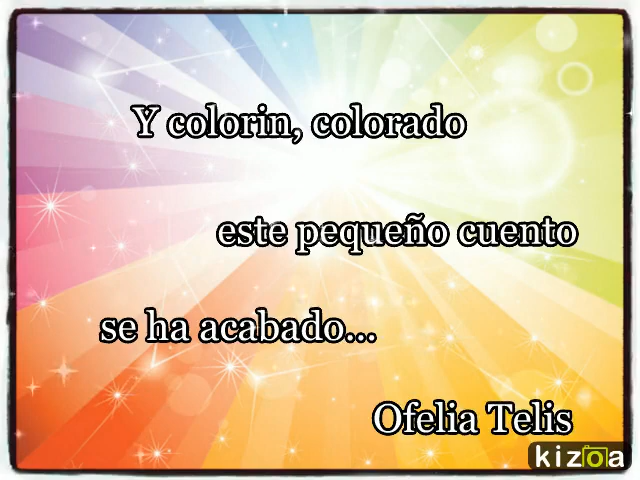 Y colorin, colorado
este pequeño cuento
se ha acabado...
Ofelia Telis
kizoa